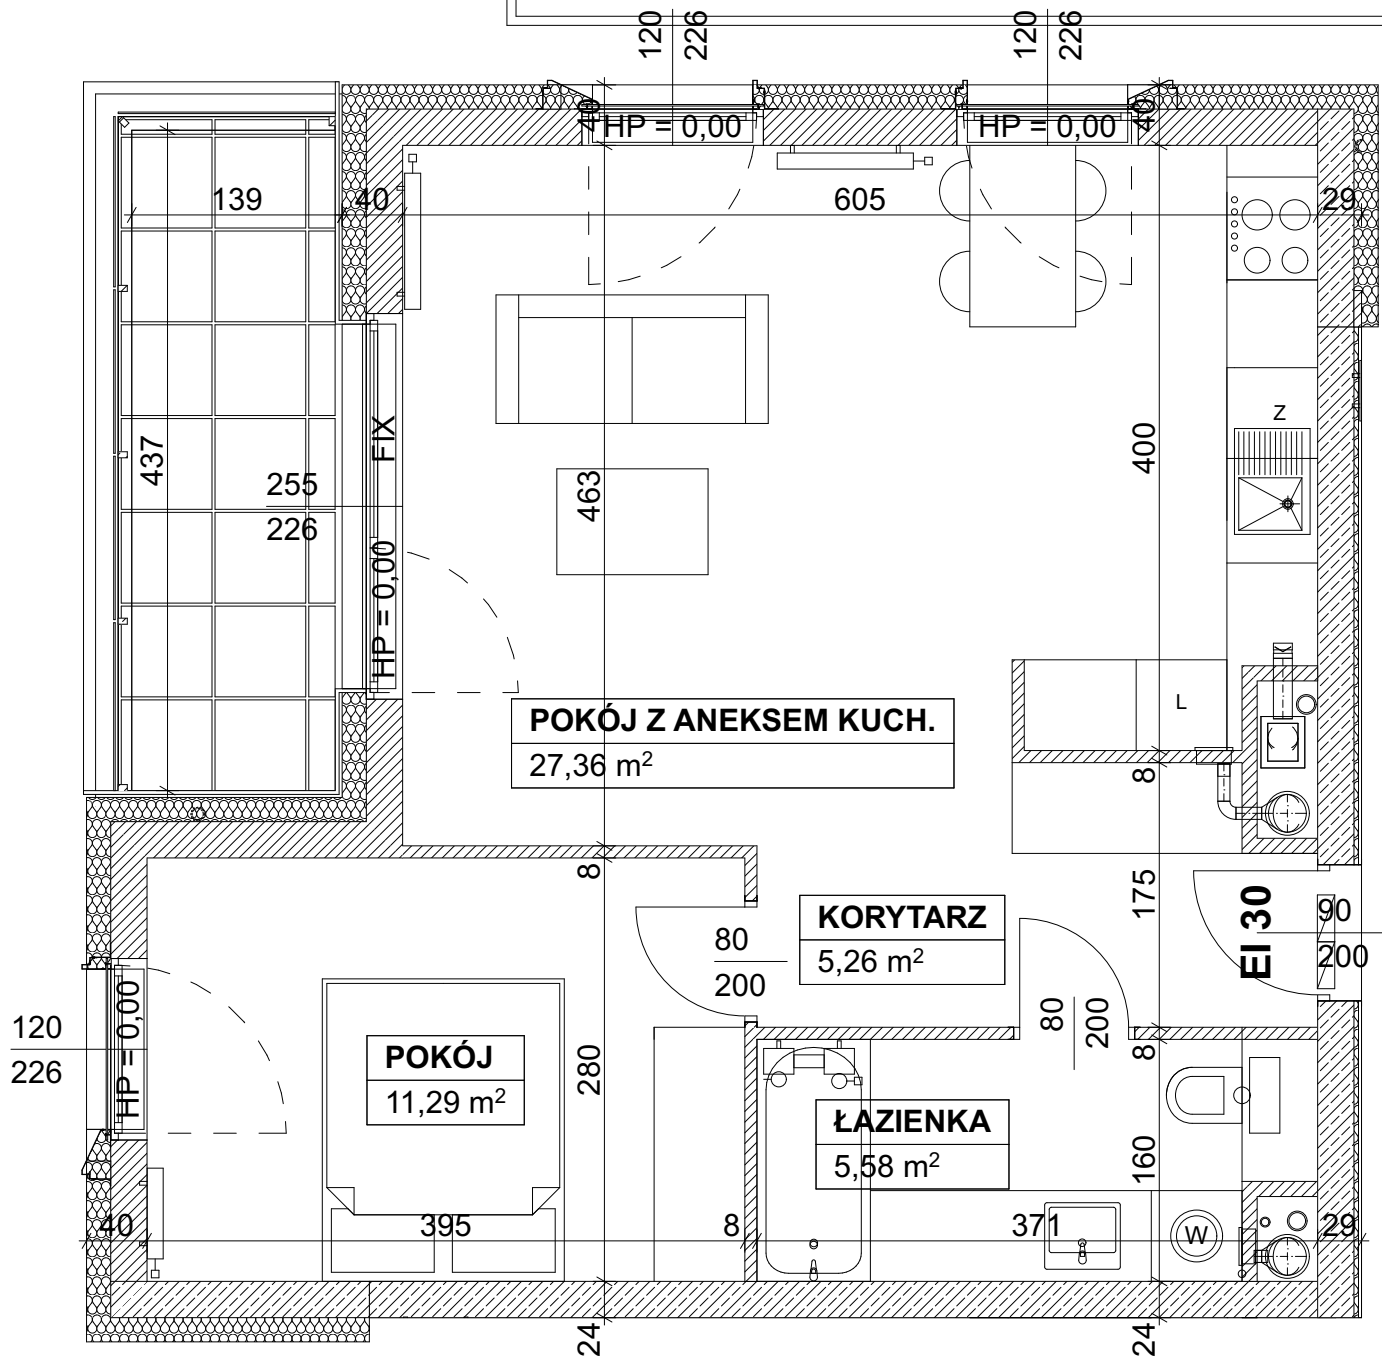 120
226
120
226
40
HP = 0,00
HP = 0,00
40
139
40
605
29
437
255
226
FIX
HP = 0,00
463
400
Z
L
POKÓJ Z ANEKSEM KUCH.
27,36 m²
8
8
175
KORYTARZ
5,26 m²
EI 30
90
200
80
200
80
200
120
226
HP = 0,00
POKÓJ
11,29 m²
280
8
ŁAZIENKA
5,58 m²
160
40
395
8
371
W
29
24
24